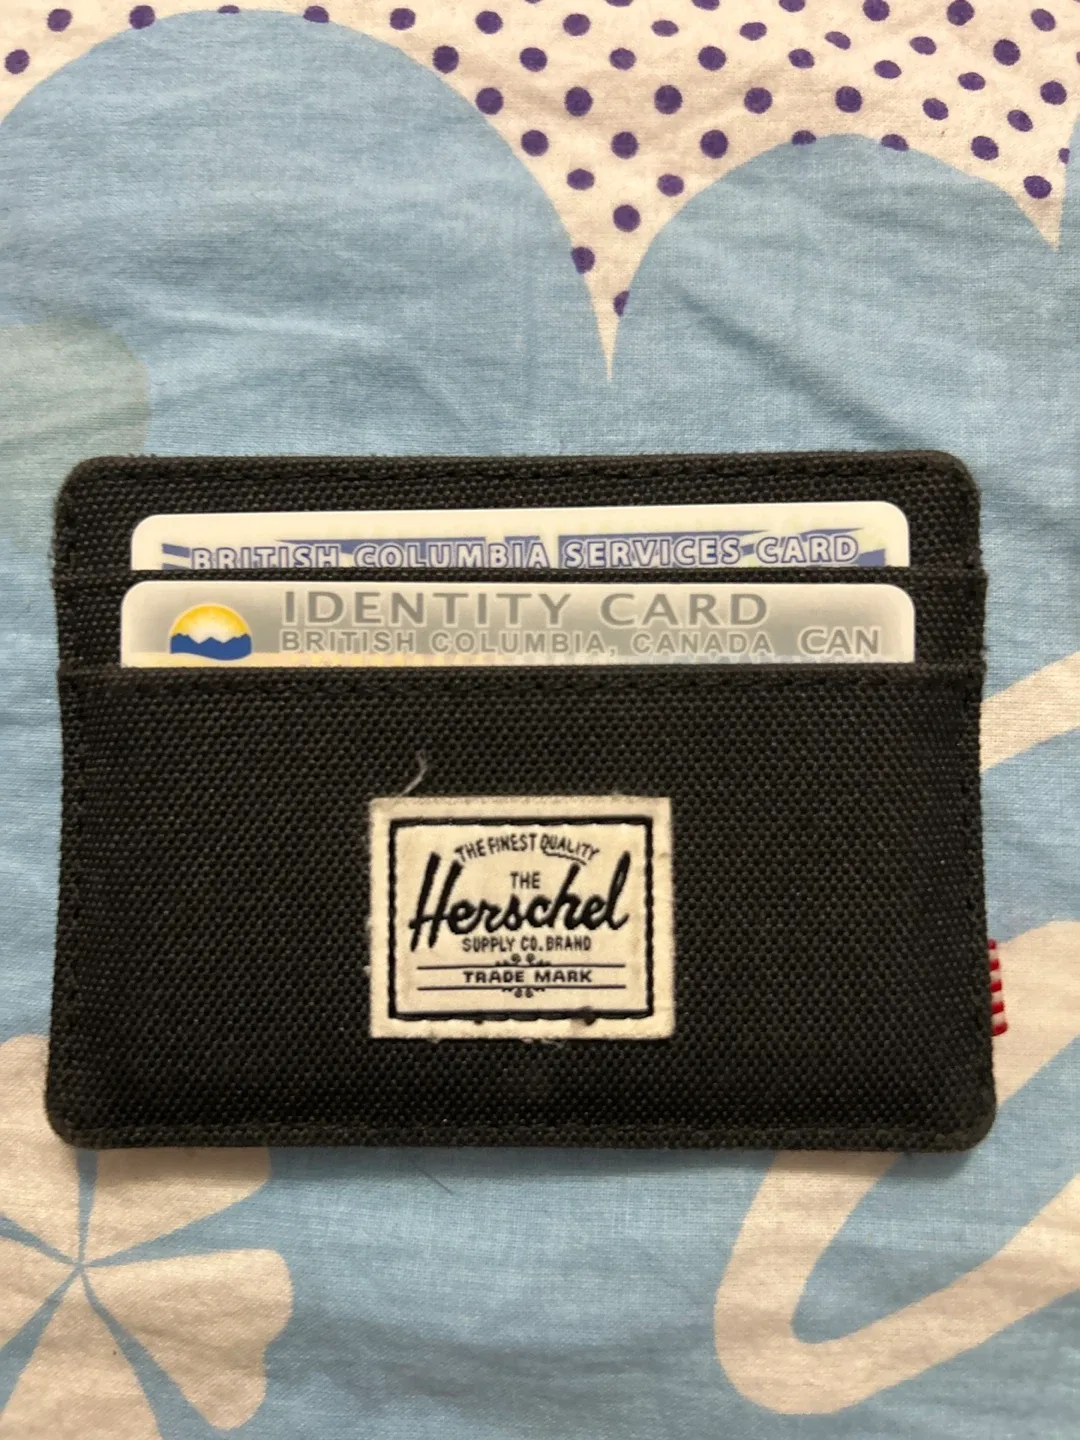 BRITISH COLUMBIA SERVICES CARD
IDENTITY CARD
BRITISH COLUMBIA, CANADA CAN
THE FINEST QUALITY
THE
Herschel
SUPPLY CO. BRAND
TRADE MARK